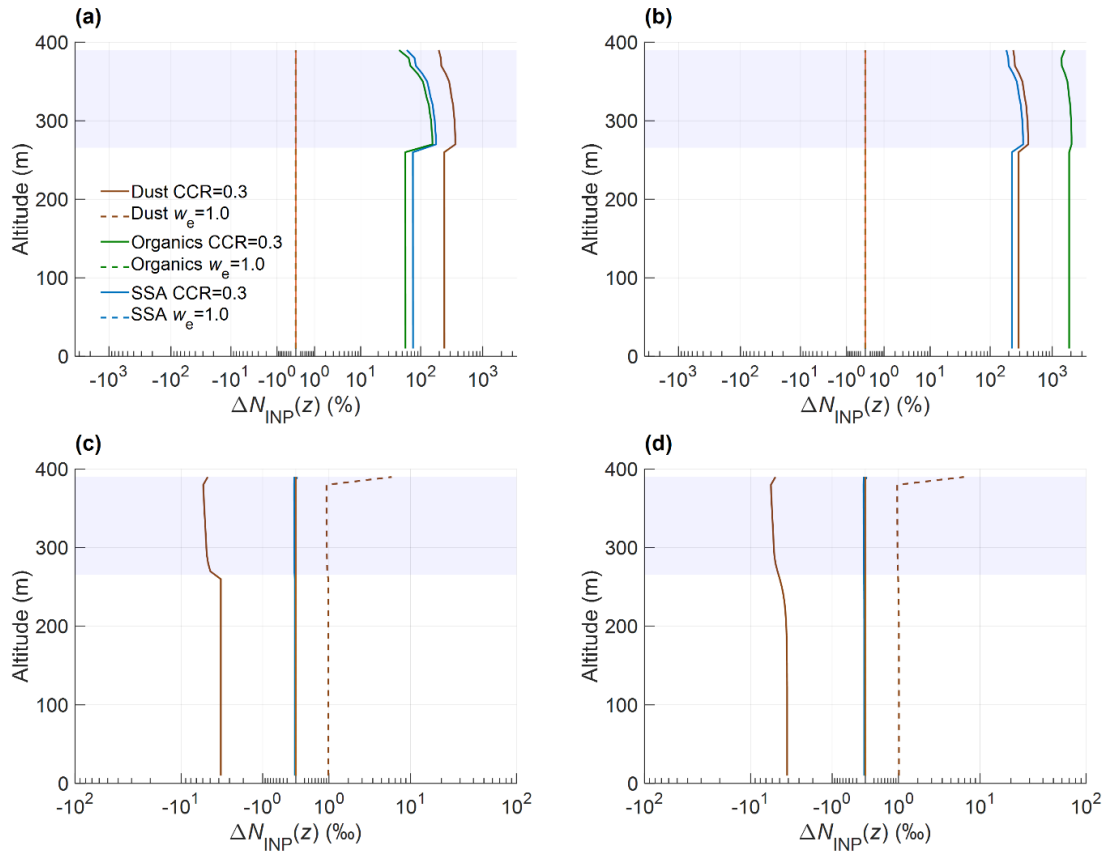 (a)
400
300
200
100
0
Altitude (m)
Dust CCR=0.3
Dust wₑ=1.0
Organics CCR=0.3
Organics wₑ=1.0
SSA CCR=0.3
SSA wₑ=1.0
-10³ -10² -10¹ -10⁰ 10⁰ 10¹ 10² 10³
ΔN_INP(z) (%)
(b)
400
300
200
100
0
Altitude (m)
-10³ -10² -10¹ -10⁰ 10⁰ 10¹ 10² 10³
ΔN_INP(z) (%)
(c)
400
300
200
100
0
Altitude (m)
-10² -10¹ -10⁰ 10⁰ 10¹ 10²
ΔN_INP(z) (‰)
(d)
400
300
200
100
0
Altitude (m)
-10² -10¹ -10⁰ 10⁰ 10¹ 10²
ΔN_INP(z) (‰)